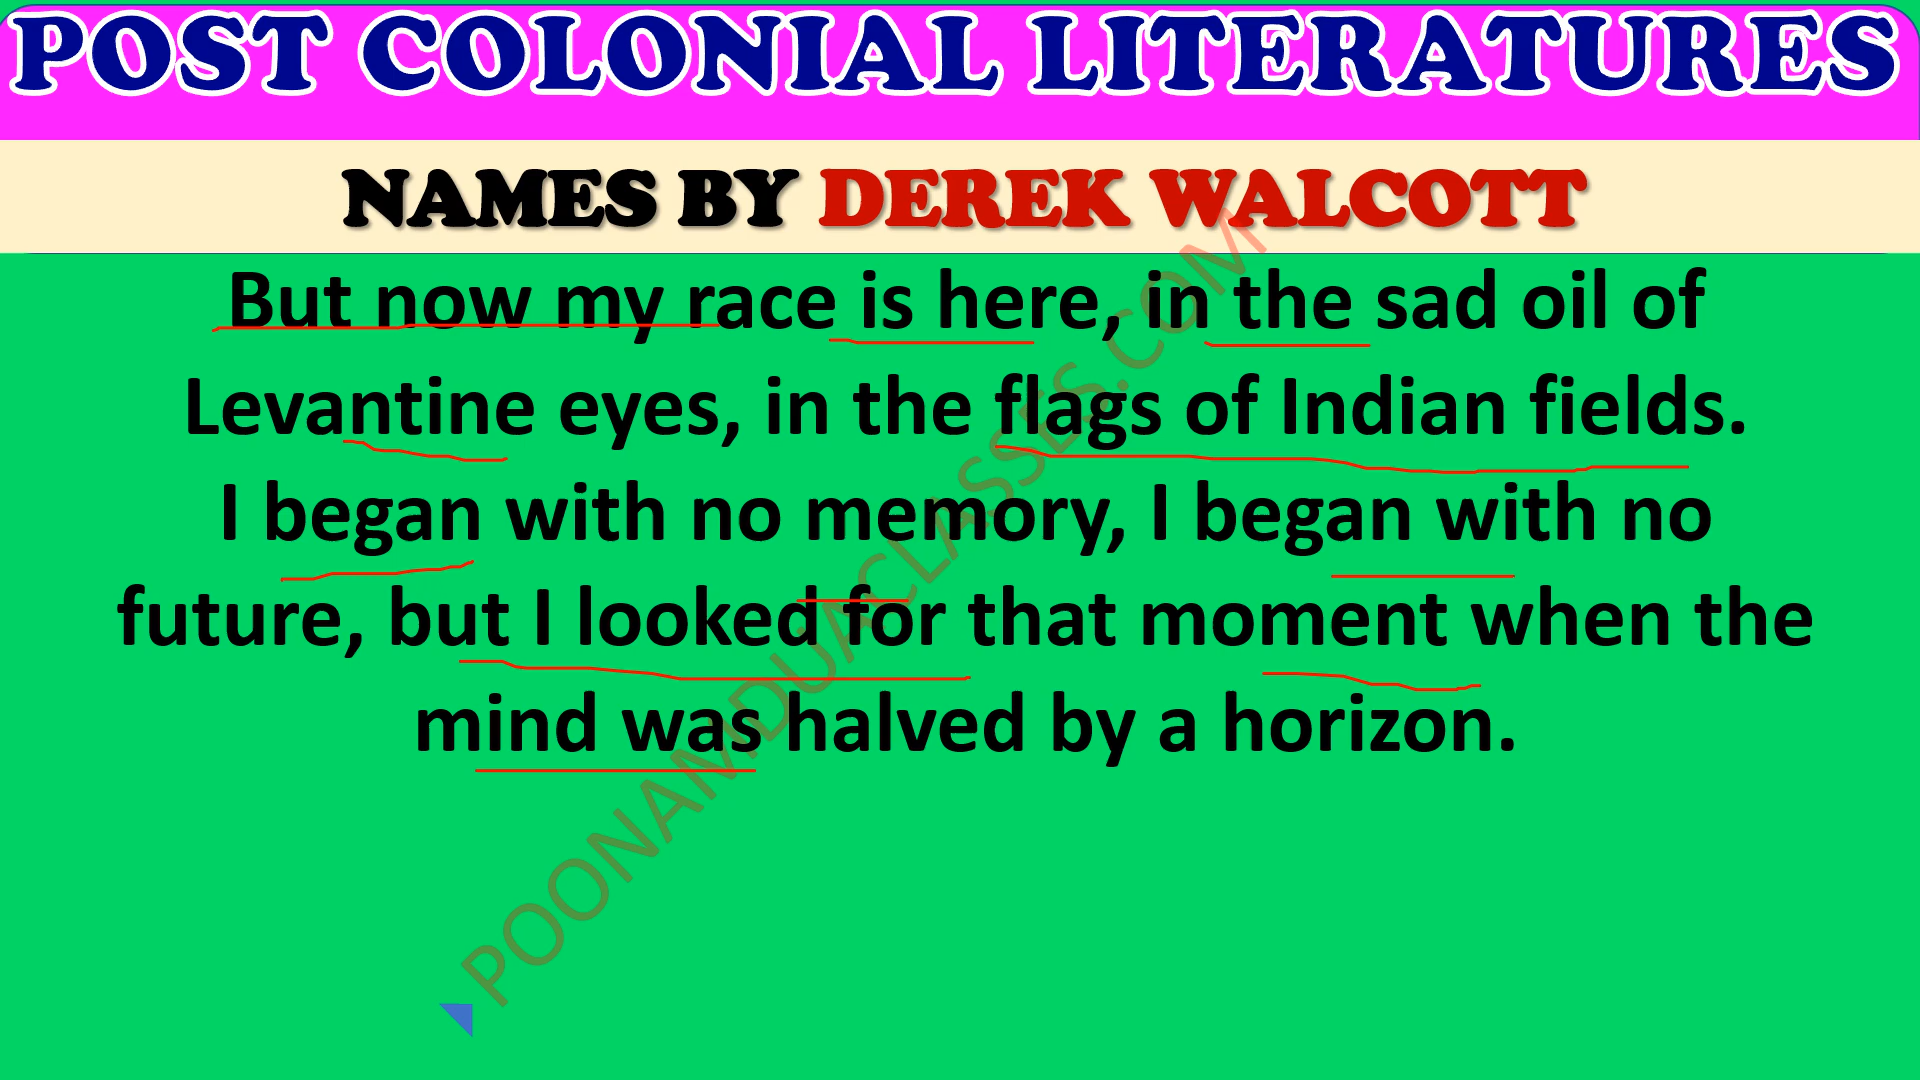 POST COLONIAL LITERATURES
NAMES BY DEREK WALCOTT
But now my race is here, in the sad oil of
Levantine eyes, in the flags of Indian fields.
I began with no memory, I began with no
future, but I looked for that moment when the
mind was halved by a horizon.
POONAMDUACLASSES.COM